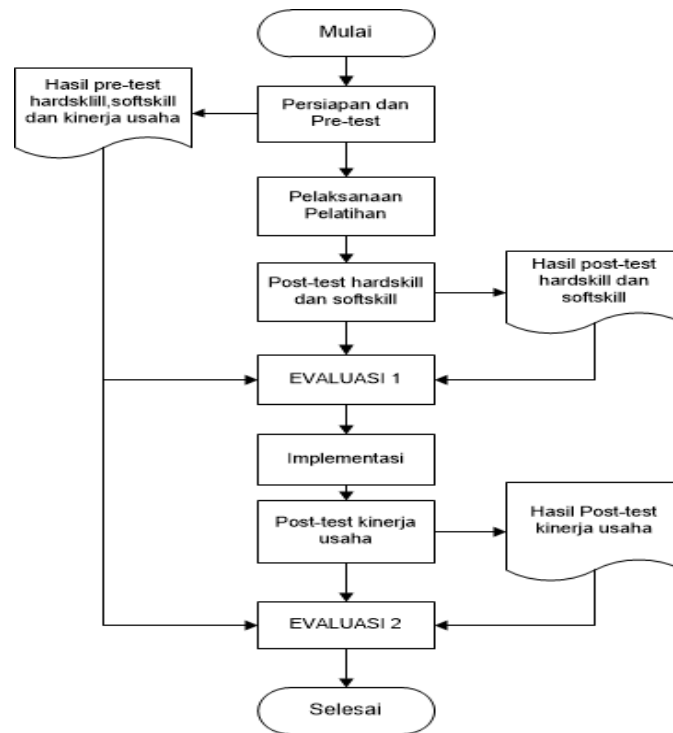 Mulai
Hasil pre-test
hardsklill,softskill
dan kinerja usaha
Persiapan dan
Pre-test
Pelaksanaan
Pelatihan
Post-test hardskill
dan softskill
Hasil post-test
hardskill dan
softskill
EVALUASI 1
Implementasi
Post-test kinerja
usaha
Hasil Post-test
kinerja usaha
EVALUASI 2
Selesai